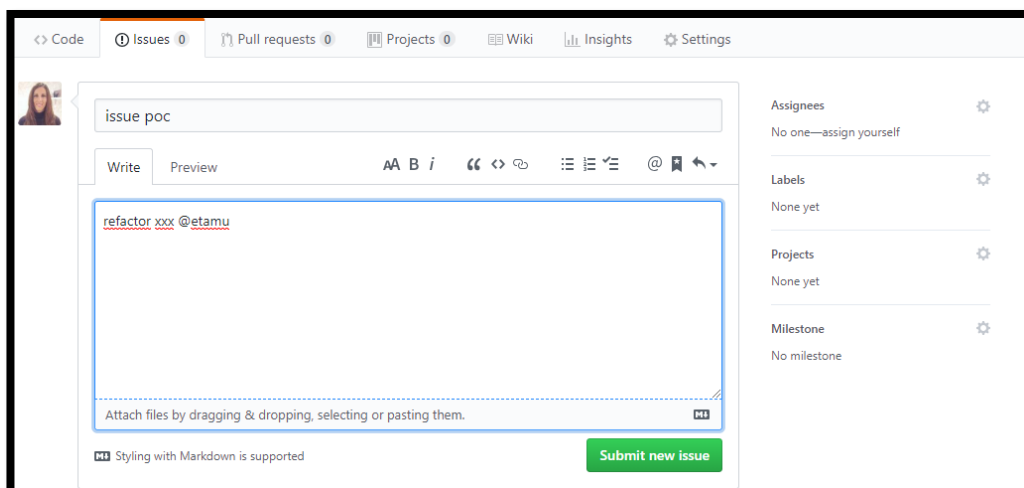 Code Issues 0 Pull requests 0 Projects 0 Wiki Insights Settings
issue poc
Write Preview AA B i @
refactor xxx @etamu
Attach files by dragging & dropping, selecting or pasting them.
Styling with Markdown is supported
Submit new issue
Assignees
No one—assign yourself
Labels
None yet
Projects
None yet
Milestone
No milestone